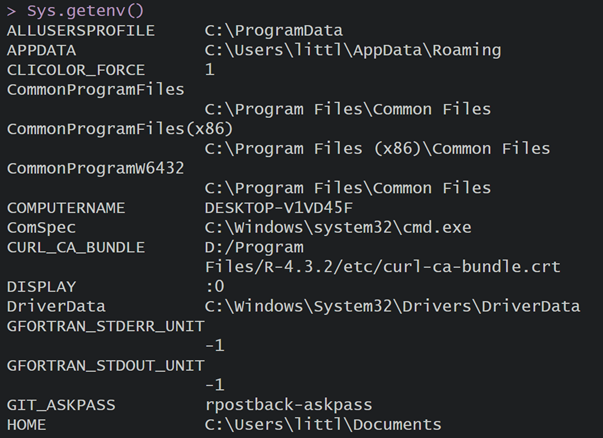 > Sys.getenv()
ALLUSERSPROFILE C:\ProgramData
APPDATA C:\Users\littl\AppData\Roaming
CLICOLOR_FORCE 1
CommonProgramFiles
C:\Program Files\Common Files
CommonProgramFiles(x86)
C:\Program Files (x86)\Common Files
CommonProgramW6432
C:\Program Files\Common Files
COMPUTERNAME DESKTOP-V1VD45F
ComSpec C:\Windows\system32\cmd.exe
CURL_CA_BUNDLE D:/Program
Files/R-4.3.2/etc/curl-ca-bundle.crt
DISPLAY :0
DriverData C:\Windows\System32\Drivers\DriverData
GFORTRAN_STDERR_UNIT
-1
GFORTRAN_STDOUT_UNIT
-1
GIT_ASKPASS rpostback-askpass
HOME C:\Users\littl\Documents